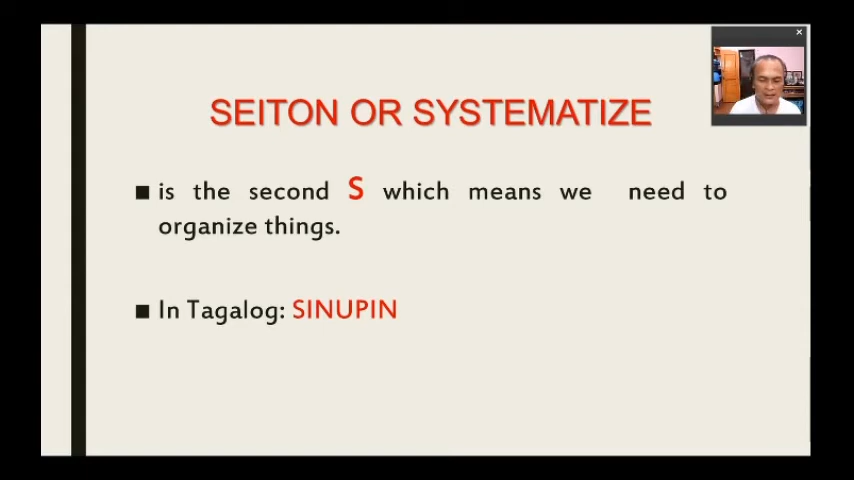 SEITON OR SYSTEMATIZE
is the second S which means we need to
organize things.
In Tagalog: SINUPIN